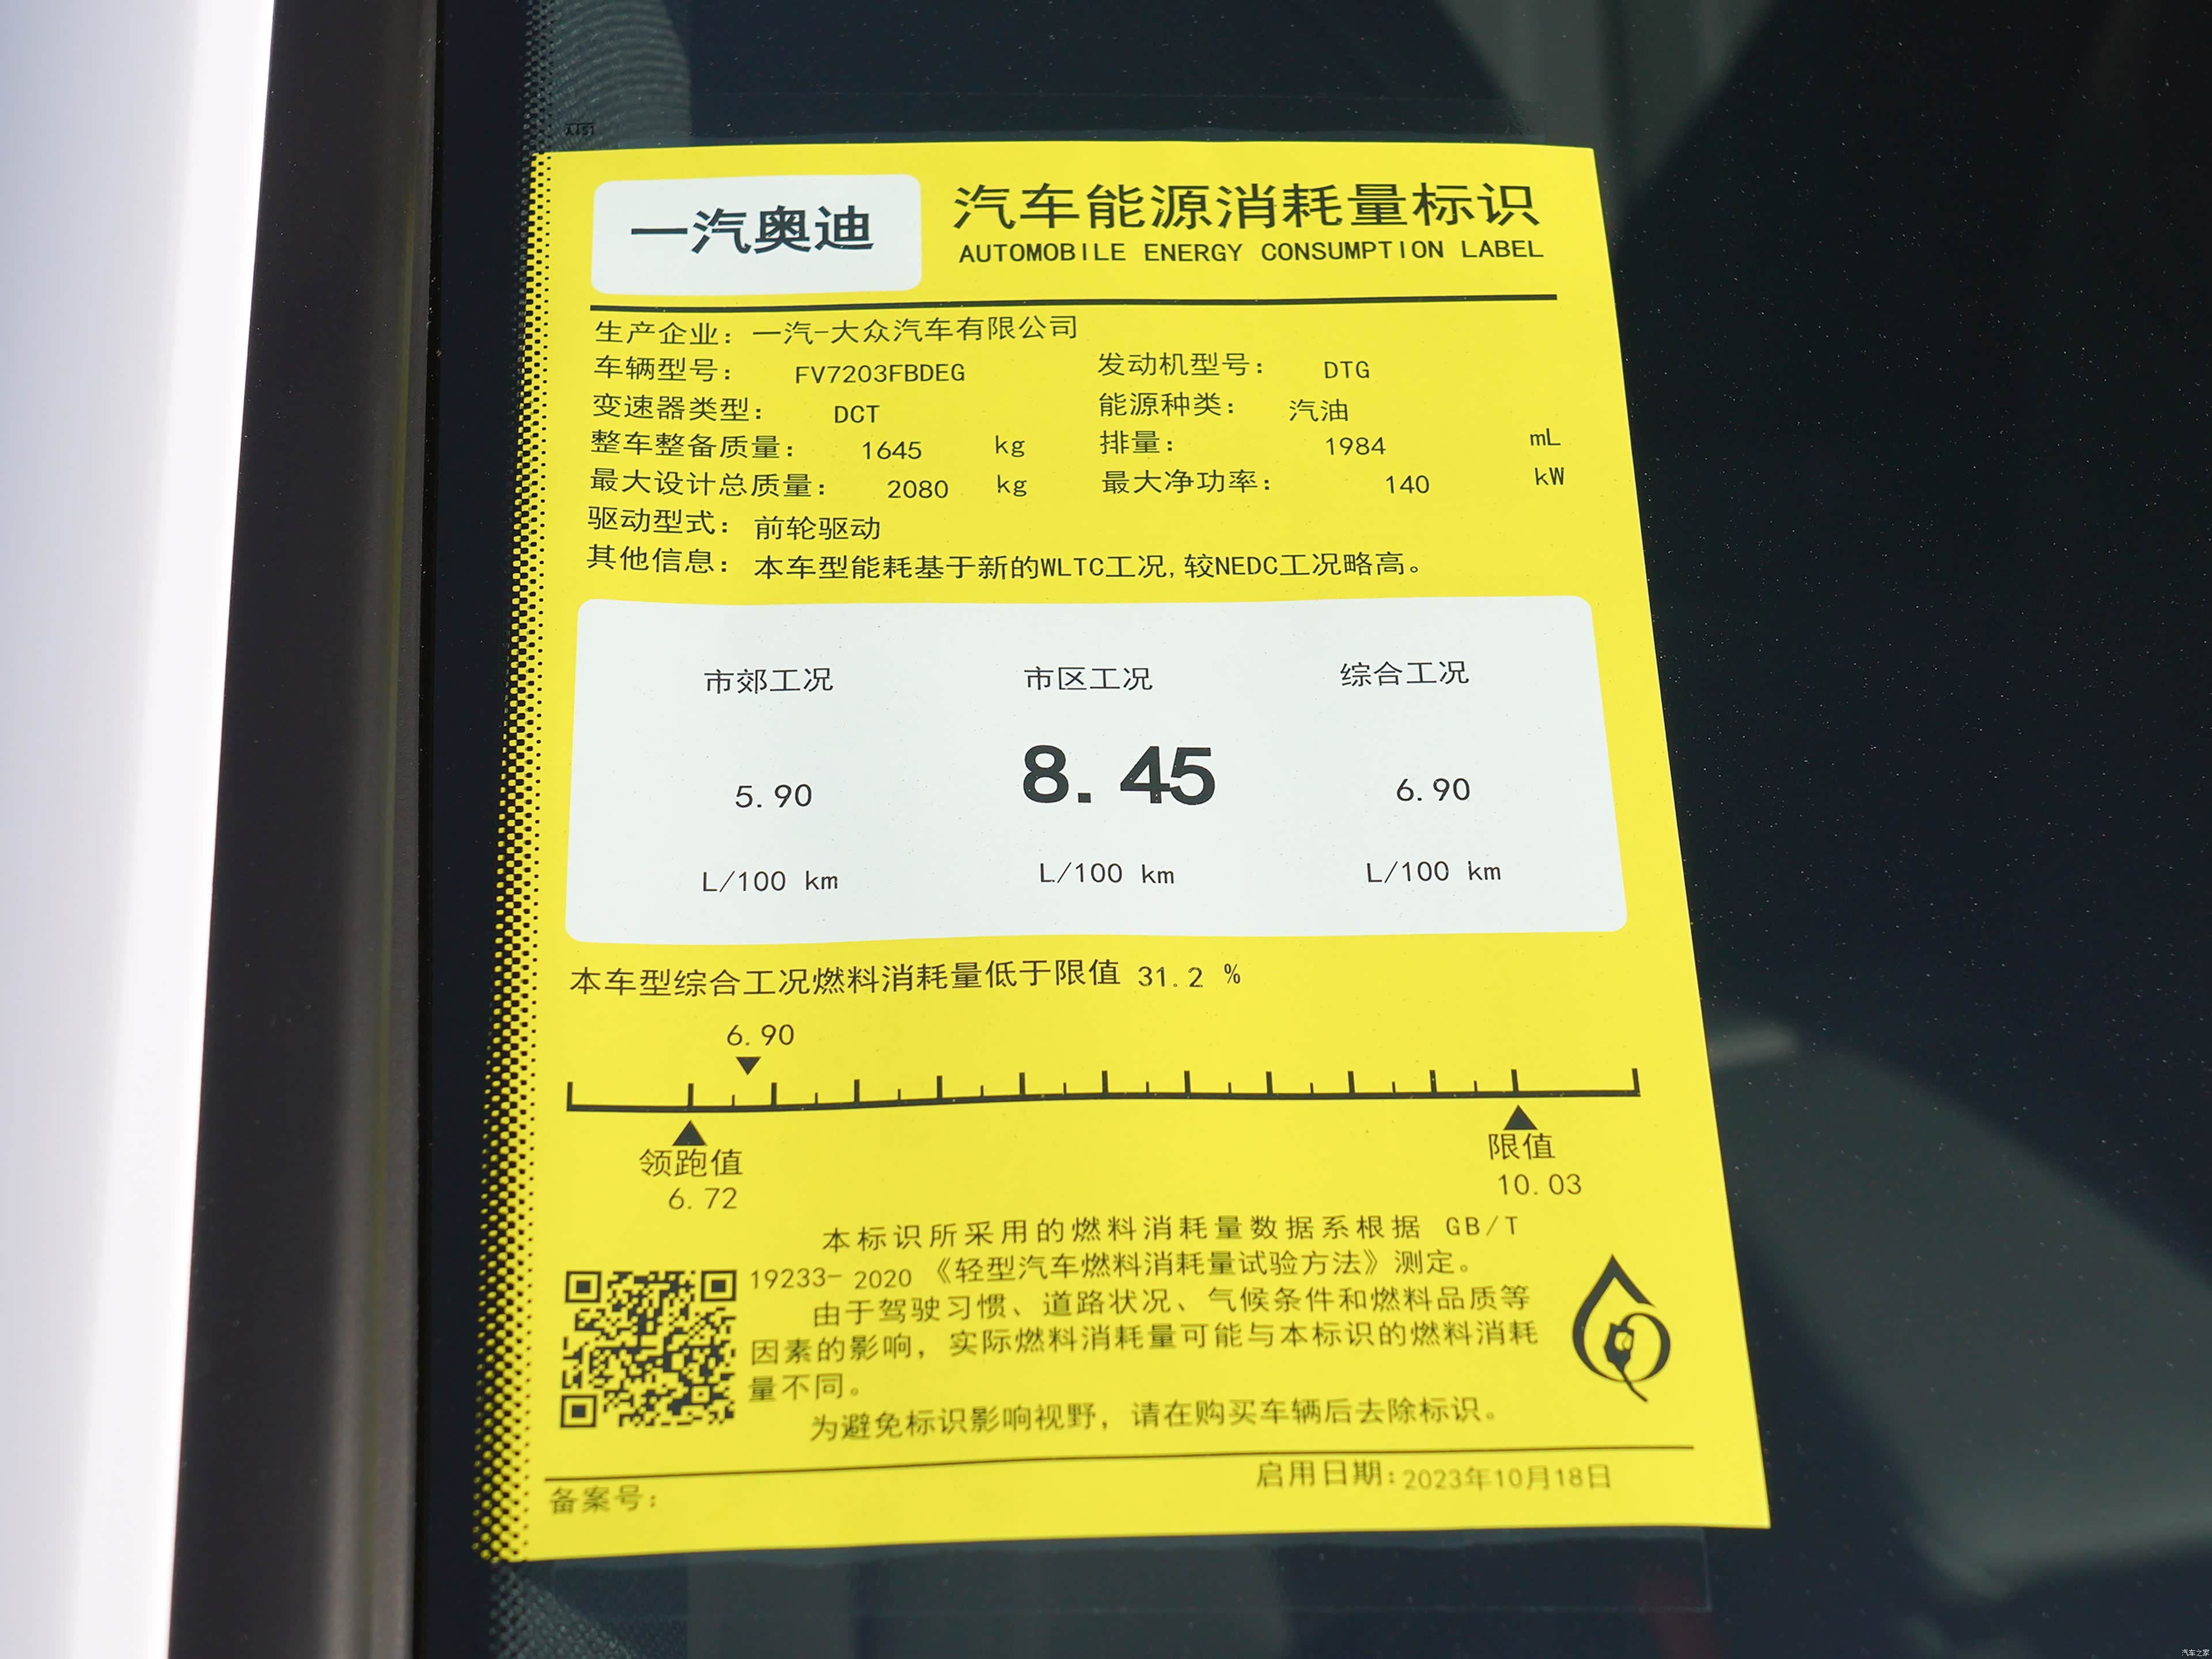 一汽奥迪
汽车能源消耗量标识
AUTOMOBILE ENERGY CONSUMPTION LABEL
生产企业：一汽-大众汽车有限公司
车辆型号： FV7203FBDEG 发动机型号： DTG
变速器类型： DCT 能源种类： 汽油
整车整备质量： 1645 kg 排量： 1984 mL
最大设计总质量： 2080 kg 最大净功率： 140 kW
驱动型式： 前轮驱动
其他信息： 本车型能耗基于新的WLTC工况,较NEDC工况略高。
市郊工况 市区工况 综合工况
5.90 8.45 6.90
L/100 km L/100 km L/100 km
本车型综合工况燃料消耗量低于限值 31.2 %
6.90
领跑值 限值
6.72 10.03
本标识所采用的燃料消耗量数据系根据 GB/T
19233- 2020 《轻型汽车燃料消耗量试验方法》测定。
由于驾驶习惯、道路状况、气候条件和燃料品质等
因素的影响，实际燃料消耗量可能与本标识的燃料消耗
量不同。
为避免标识影响视野，请在购买车辆后去除标识。
备案号： 启用日期:2023年10月18日
汽车之家